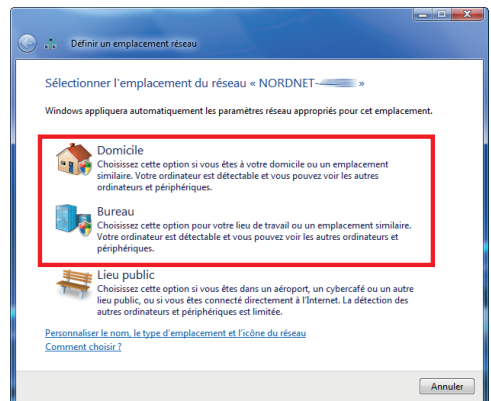 Définir un emplacement réseau
Sélectionner l'emplacement du réseau « NORDNET- »
Windows appliquera automatiquement les paramètres réseau appropriés pour cet emplacement.
Domicile
Choisissez cette option si vous êtes à votre domicile ou un emplacement
similaire. Votre ordinateur est détectable et vous pouvez voir les autres
ordinateurs et périphériques.
Bureau
Choisissez cette option pour votre lieu de travail ou un emplacement similaire.
Votre ordinateur est détectable et vous pouvez voir les autres ordinateurs et
périphériques.
Lieu public
Choisissez cette option si vous êtes dans un aéroport, un cybercafé ou un autre
lieu public, ou si vous êtes connecté directement à l'Internet. La détection des
autres ordinateurs et périphériques est limitée.
Personnaliser le nom, le type d'emplacement et l'icône du réseau
Comment choisir ?
Annuler